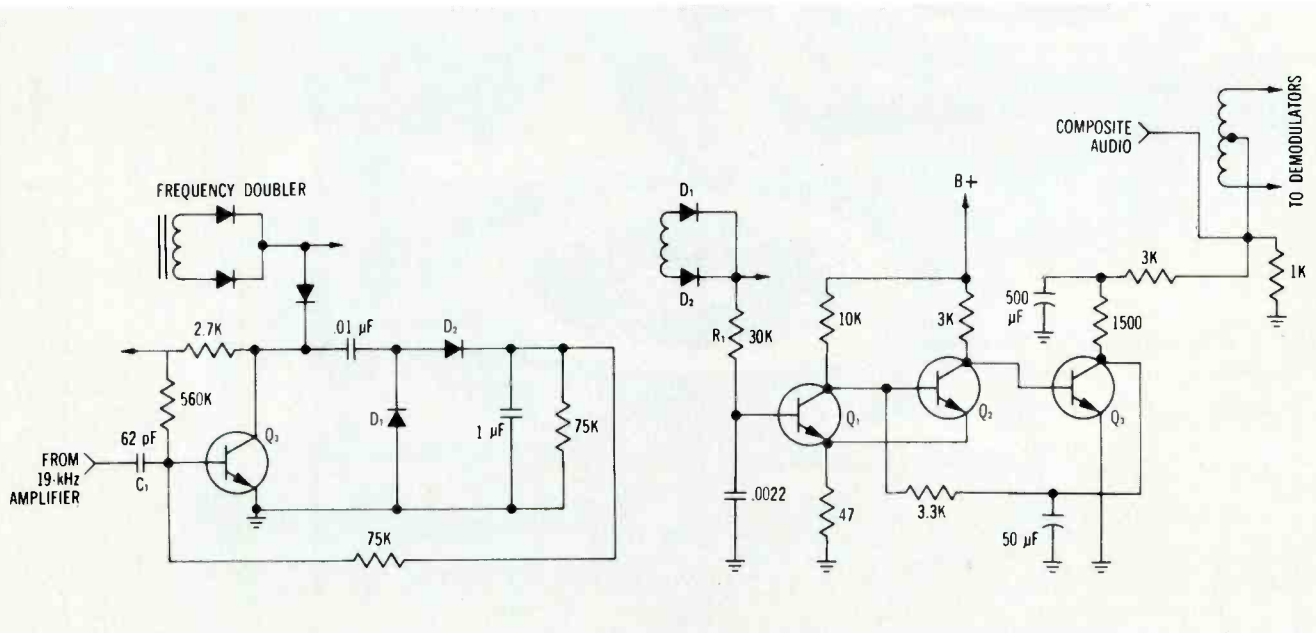 FREQUENCY DOUBLER
2.7K
.01 µF
D₂
560K
62 pF
Q₃
D₁
1 µF
75K
FROM
19-kHz
AMPLIFIER
C₁
75K
D₁
D₂
R₁ 30K
.0022
B+
10K
3K
Q₁
Q₂
Q₃
47
3.3K
50 µF
500
µF
3K
1500
1K
COMPOSITE
AUDIO
TO DEMODULATORS